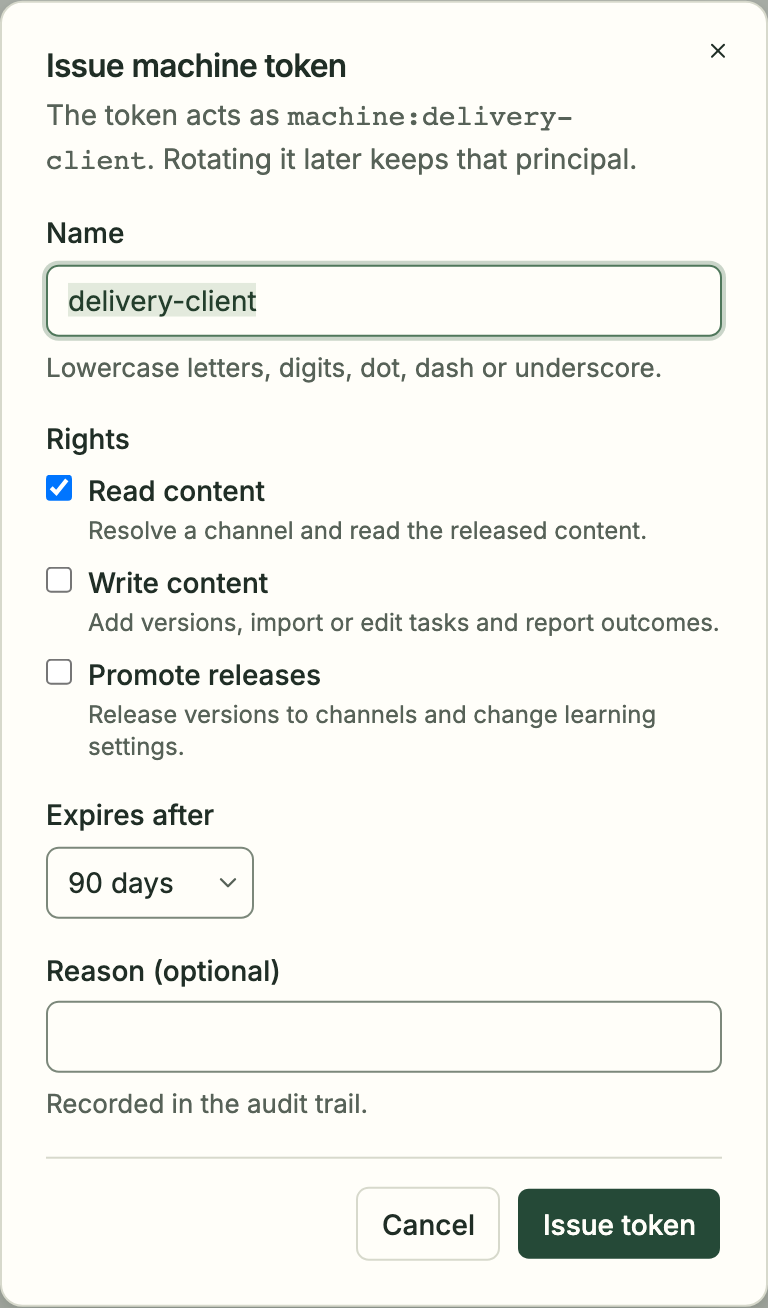 Issue machine token
The token acts as machine:delivery-
client. Rotating it later keeps that principal.
Name
delivery-client
Lowercase letters, digits, dot, dash or underscore.
Rights
Read content
Resolve a channel and read the released content.
Write content
Add versions, import or edit tasks and report outcomes.
Promote releases
Release versions to channels and change learning
settings.
Expires after
90 days
Reason (optional)
Recorded in the audit trail.
Cancel
Issue token